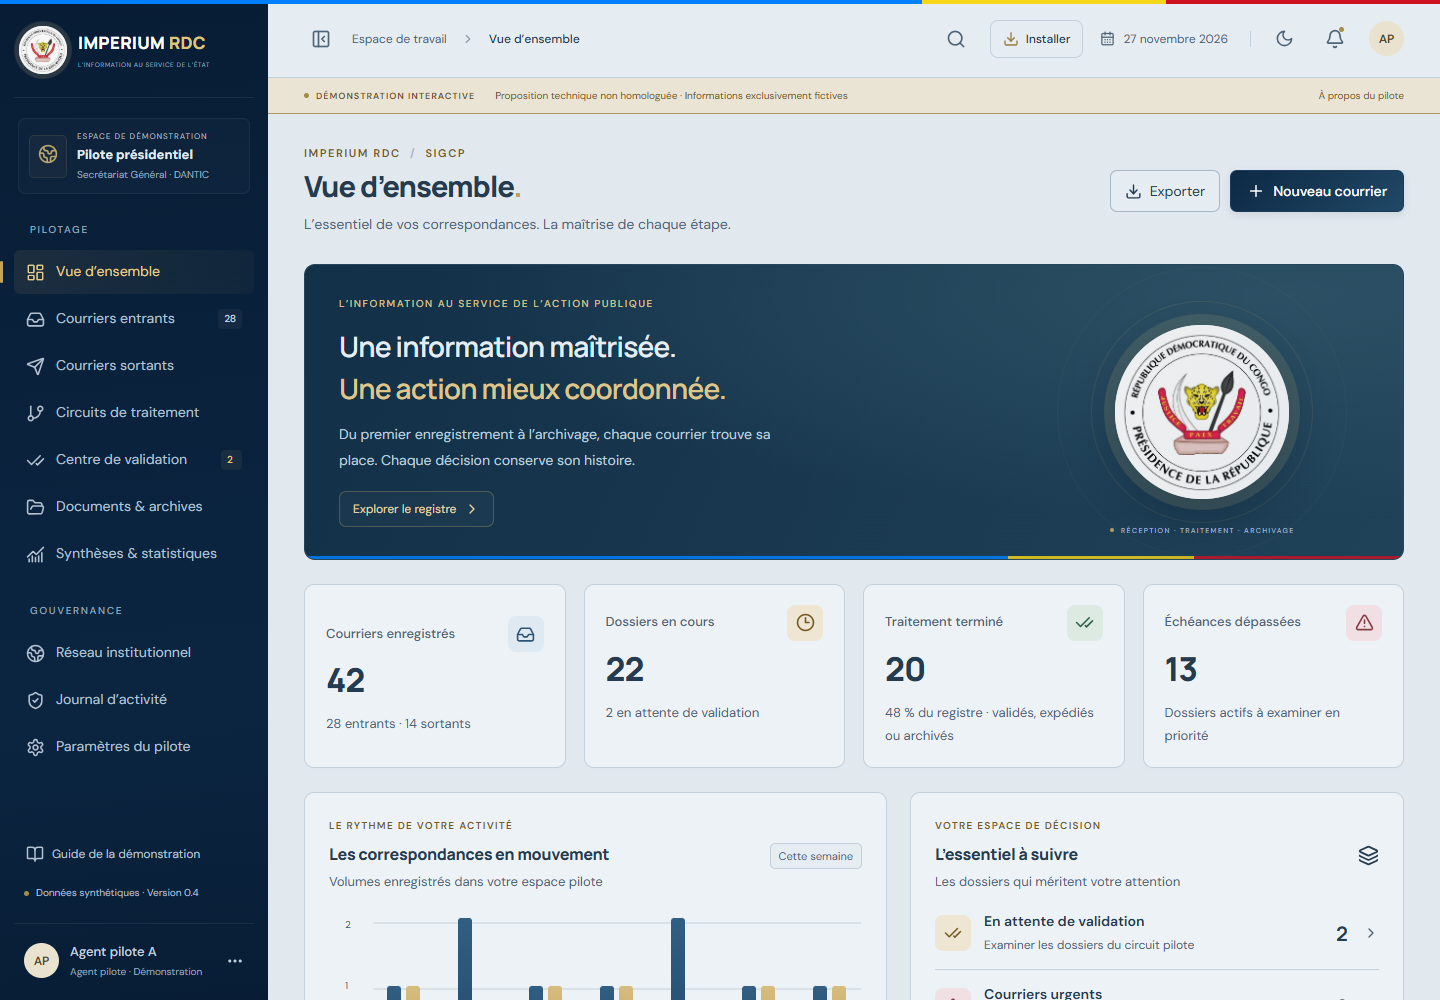 IMPERIUM RDC
L'INFORMATION AU SERVICE DE L'ÉTAT
ESPACE DE DÉMONSTRATION
Pilote présidentiel
Secrétariat Général · DANTIC
PILOTAGE
Vue d'ensemble
Courriers entrants 28
Courriers sortants
Circuits de traitement
Centre de validation 2
Documents & archives
Synthèses & statistiques
GOUVERNANCE
Réseau institutionnel
Journal d'activité
Paramètres du pilote
Guide de la démonstration
Données synthétiques · Version 0.4
AP
Agent pilote A
Agent pilote · Démonstration
Espace de travail > Vue d'ensemble
Installer
27 novembre 2026
AP
DÉMONSTRATION INTERACTIVE Proposition technique non homologuée · Informations exclusivement fictives
À propos du pilote
IMPERIUM RDC / SIGCP
Vue d'ensemble.
L'essentiel de vos correspondances. La maîtrise de chaque étape.
Exporter
Nouveau courrier
L'INFORMATION AU SERVICE DE L'ACTION PUBLIQUE
Une information maîtrisée.
Une action mieux coordonnée.
Du premier enregistrement à l'archivage, chaque courrier trouve sa
place. Chaque décision conserve son histoire.
Explorer le registre
RÉPUBLIQUE DÉMOCRATIQUE DU CONGO
JUSTICE PAIX TRAVAIL
PRÉSIDENCE DE LA RÉPUBLIQUE
RÉCEPTION · TRAITEMENT · ARCHIVAGE
Courriers enregistrés
42
28 entrants · 14 sortants
Dossiers en cours
22
2 en attente de validation
Traitement terminé
20
48 % du registre · validés, expédiés
ou archivés
Échéances dépassées
13
Dossiers actifs à examiner en
priorité
LE RYTHME DE VOTRE ACTIVITÉ
Les correspondances en mouvement
Cette semaine
Volumes enregistrés dans votre espace pilote
2
1
VOTRE ESPACE DE DÉCISION
L'essentiel à suivre
Les dossiers qui méritent votre attention
En attente de validation
Examiner les dossiers du circuit pilote
2
Courriers urgents